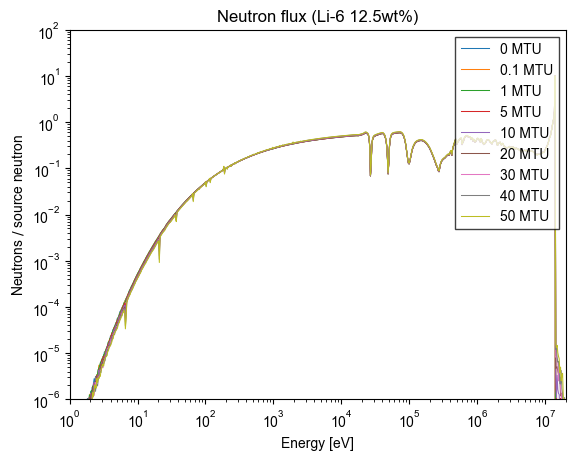 Neutron flux (Li-6 12.5wt%)
Neutrons / source neutron
10^2
10^1
10^0
10^−1
10^−2
10^−3
10^−4
10^−5
10^−6
0 MTU
0.1 MTU
1 MTU
5 MTU
10 MTU
20 MTU
30 MTU
40 MTU
50 MTU
10^0 10^1 10^2 10^3 10^4 10^5 10^6 10^7
Energy [eV]